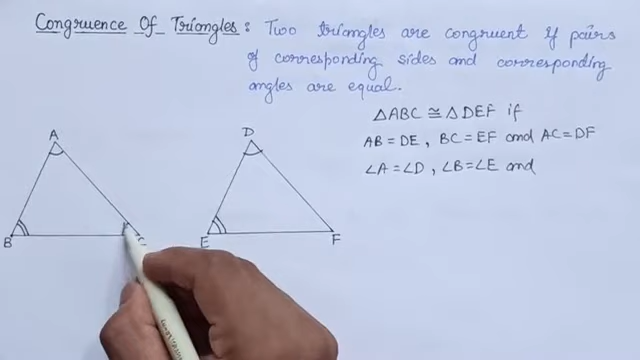 Congruence Of Triangles : Two triangles are congruent if pairs
of corresponding sides and corresponding
angles are equal.
△ABC ≅ △DEF if
AB = DE , BC = EF and AC = DF
∠A = ∠D , ∠B = ∠E and
A
D
B
C
E
F